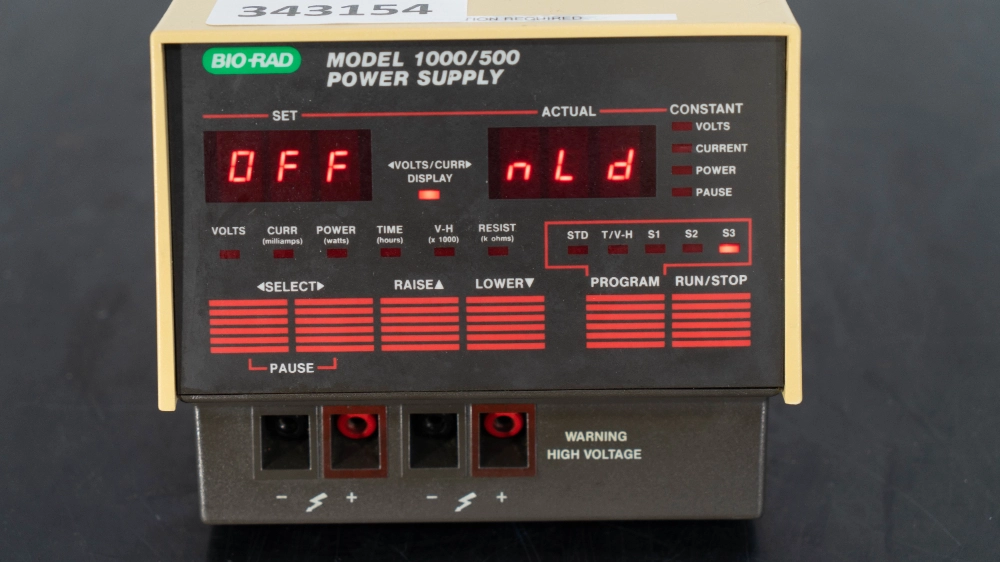 343154
ION REQUIRED
BIO-RAD
MODEL 1000/500
POWER SUPPLY
SET
ACTUAL
CONSTANT
OFF
◀VOLTS/CURR▶
DISPLAY
nLd
VOLTS
CURRENT
POWER
PAUSE
VOLTS
CURR
(milliamps)
POWER
(watts)
TIME
(hours)
V-H
(x 1000)
RESIST
(k ohms)
STD T/V-H S1 S2 S3
◀SELECT▶
RAISE▲
LOWER▼
PROGRAM
RUN/STOP
PAUSE
WARNING
HIGH VOLTAGE
− + − +